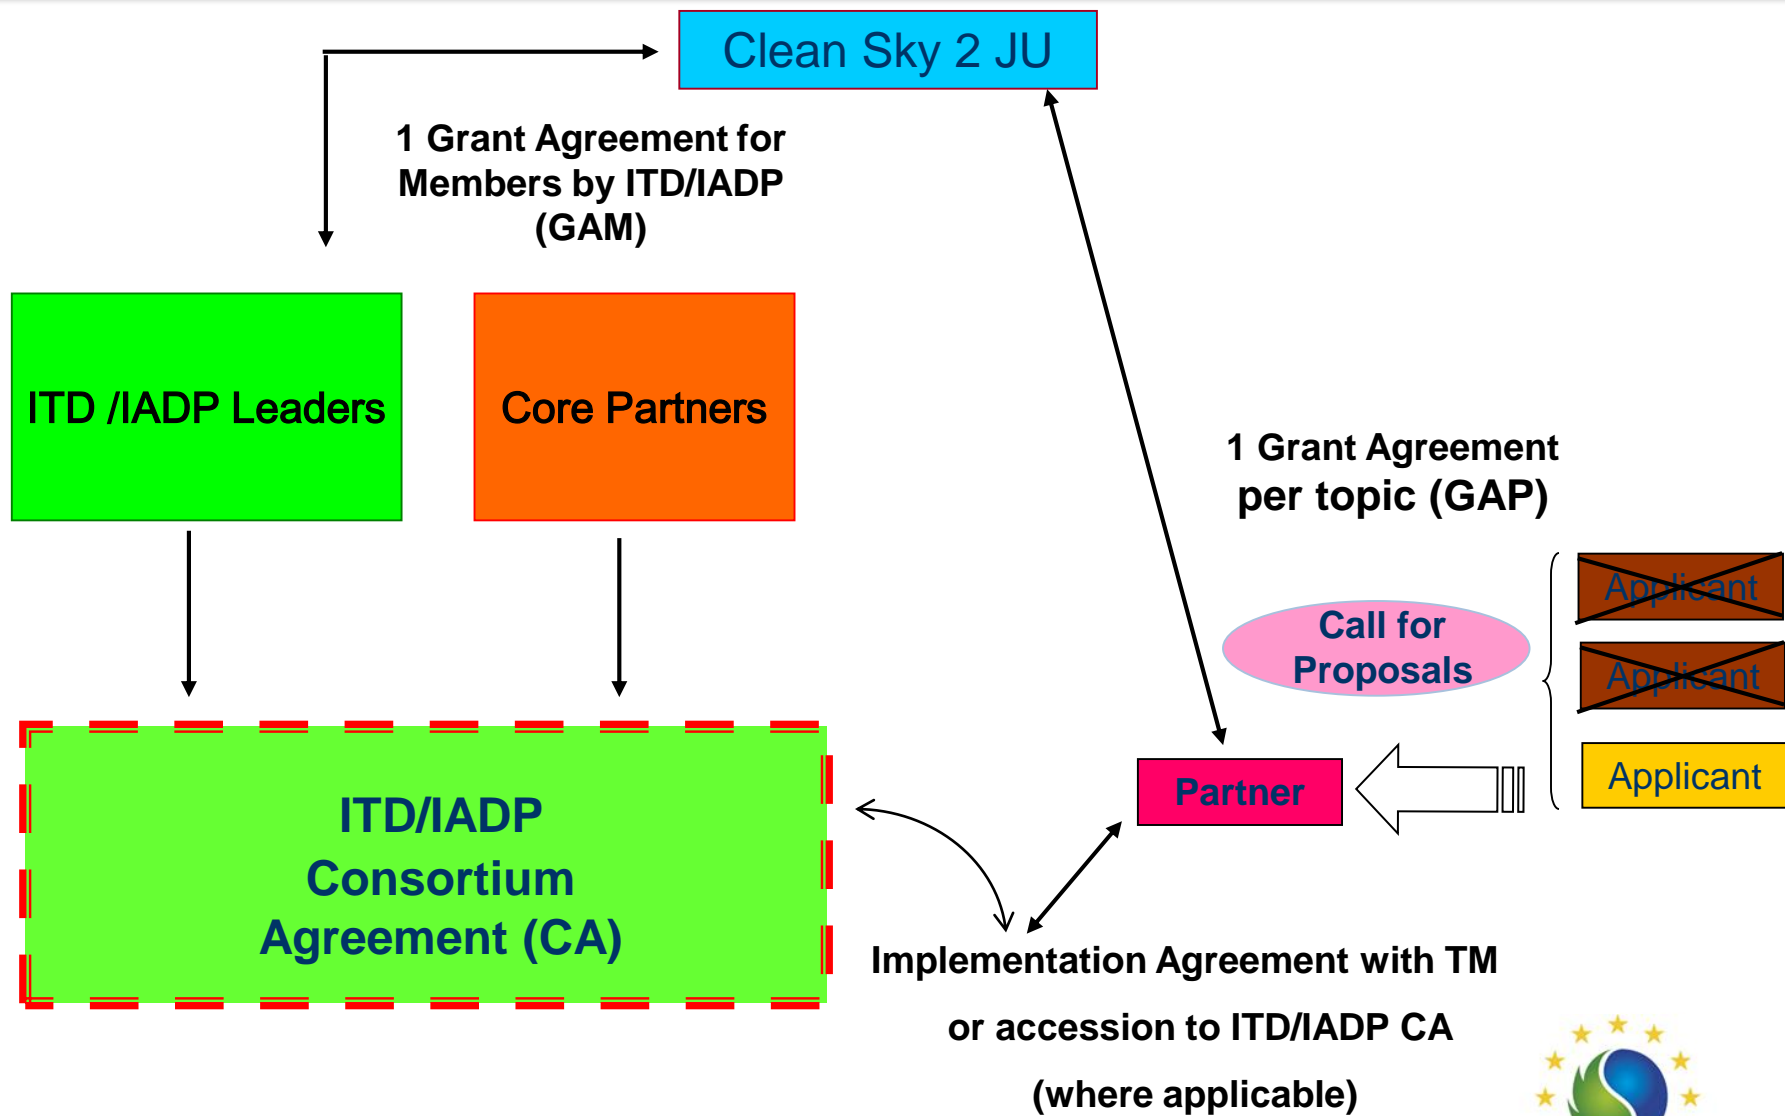 Clean Sky 2 JU
1 Grant Agreement for
Members by ITD/IADP
(GAM)
ITD /IADP Leaders
Core Partners
1 Grant Agreement
per topic (GAP)
Applicant
Call for
Proposals
Applicant
Partner
Applicant
ITD/IADP
Consortium
Agreement (CA)
Implementation Agreement with TM
or accession to ITD/IADP CA
(where applicable)